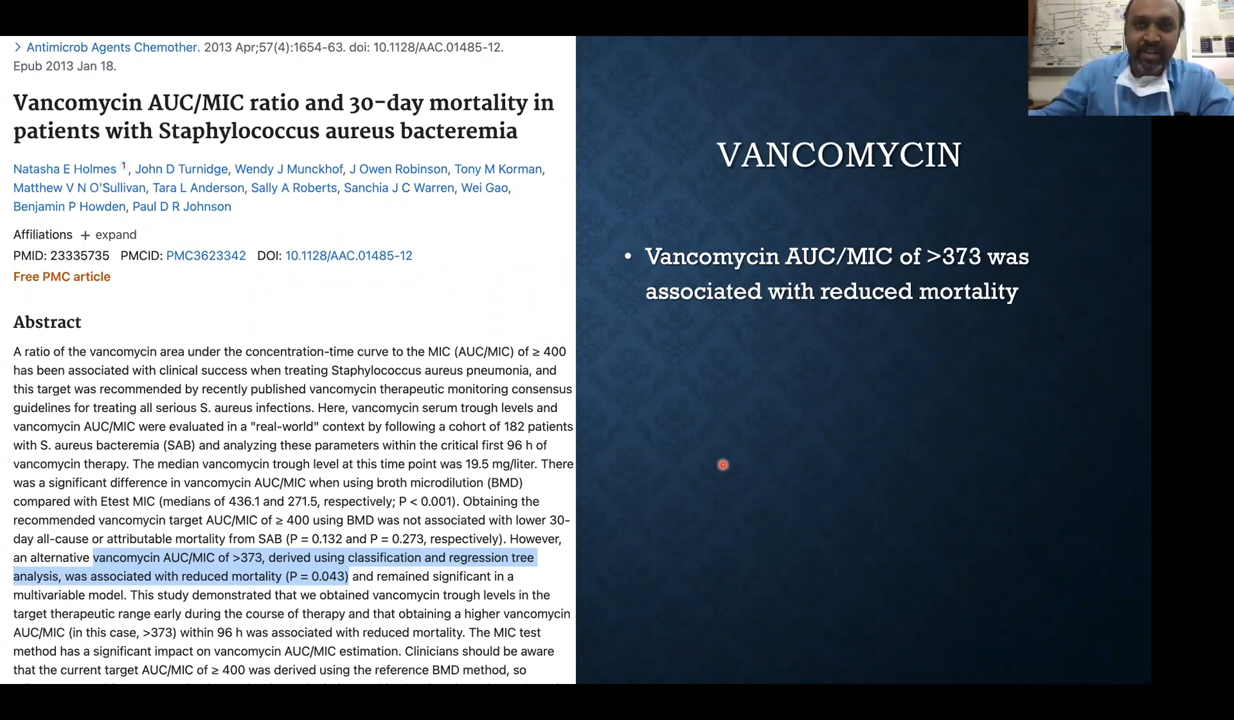 > Antimicrob Agents Chemother. 2013 Apr;57(4):1654-63. doi: 10.1128/AAC.01485-12.
Epub 2013 Jan 18.
Vancomycin AUC/MIC ratio and 30-day mortality in
patients with Staphylococcus aureus bacteremia
Natasha E Holmes 1, John D Turnidge, Wendy J Munckhof, J Owen Robinson, Tony M Korman,
Matthew V N O'Sullivan, Tara L Anderson, Sally A Roberts, Sanchia J C Warren, Wei Gao,
Benjamin P Howden, Paul D R Johnson
Affiliations + expand
PMID: 23335735 PMCID: PMC3623342 DOI: 10.1128/AAC.01485-12
Free PMC article
Abstract
A ratio of the vancomycin area under the concentration-time curve to the MIC (AUC/MIC) of ≥ 400
has been associated with clinical success when treating Staphylococcus aureus pneumonia, and
this target was recommended by recently published vancomycin therapeutic monitoring consensus
guidelines for treating all serious S. aureus infections. Here, vancomycin serum trough levels and
vancomycin AUC/MIC were evaluated in a "real-world" context by following a cohort of 182 patients
with S. aureus bacteremia (SAB) and analyzing these parameters within the critical first 96 h of
vancomycin therapy. The median vancomycin trough level at this time point was 19.5 mg/liter. There
was a significant difference in vancomycin AUC/MIC when using broth microdilution (BMD)
compared with Etest MIC (medians of 436.1 and 271.5, respectively; P < 0.001). Obtaining the
recommended vancomycin target AUC/MIC of ≥ 400 using BMD was not associated with lower 30-
day all-cause or attributable mortality from SAB (P = 0.132 and P = 0.273, respectively). However,
an alternative vancomycin AUC/MIC of >373, derived using classification and regression tree
analysis, was associated with reduced mortality (P = 0.043) and remained significant in a
multivariable model. This study demonstrated that we obtained vancomycin trough levels in the
target therapeutic range early during the course of therapy and that obtaining a higher vancomycin
AUC/MIC (in this case, >373) within 96 h was associated with reduced mortality. The MIC test
method has a significant impact on vancomycin AUC/MIC estimation. Clinicians should be aware
that the current target AUC/MIC of ≥ 400 was derived using the reference BMD method, so
VANCOMYCIN
• Vancomycin AUC/MIC of >373 was
associated with reduced mortality